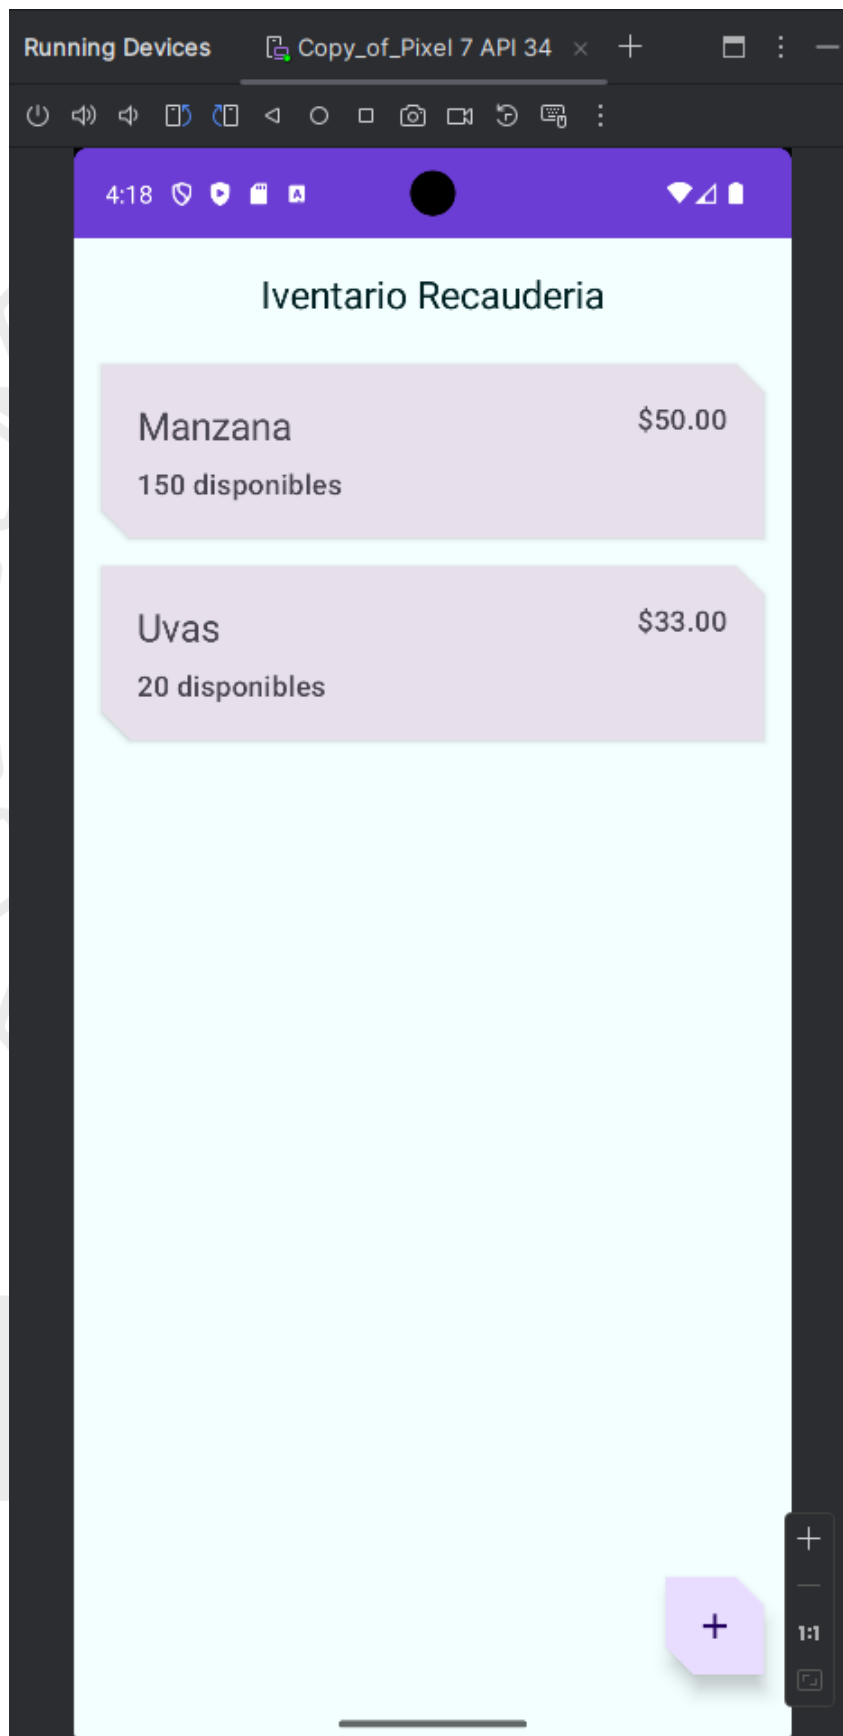 Running Devices Copy_of_Pixel 7 API 34
4:18
Iventario Recauderia
Manzana $50.00
150 disponibles
Uvas $33.00
20 disponibles
+
1:1